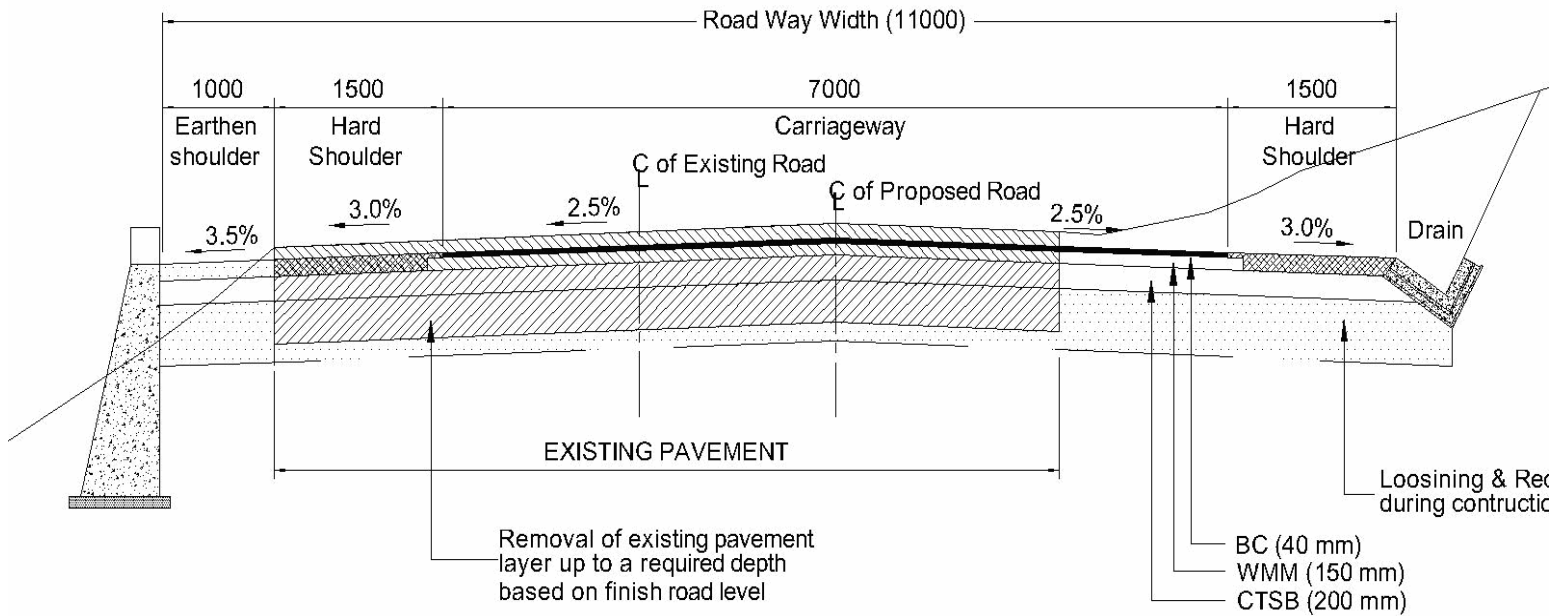 Road Way Width (11000)
1000
1500
7000
1500
Earthen
shoulder
Hard
Shoulder
Carriageway
Hard
Shoulder
C L of Existing Road
C L of Proposed Road
3.5%
3.0%
2.5%
2.5%
3.0%
Drain
EXISTING PAVEMENT
Removal of existing pavement
layer up to a required depth
based on finish road level
Loosining &
during
BC (40 mm)
WMM (150 mm)
CTSB (200 mm)